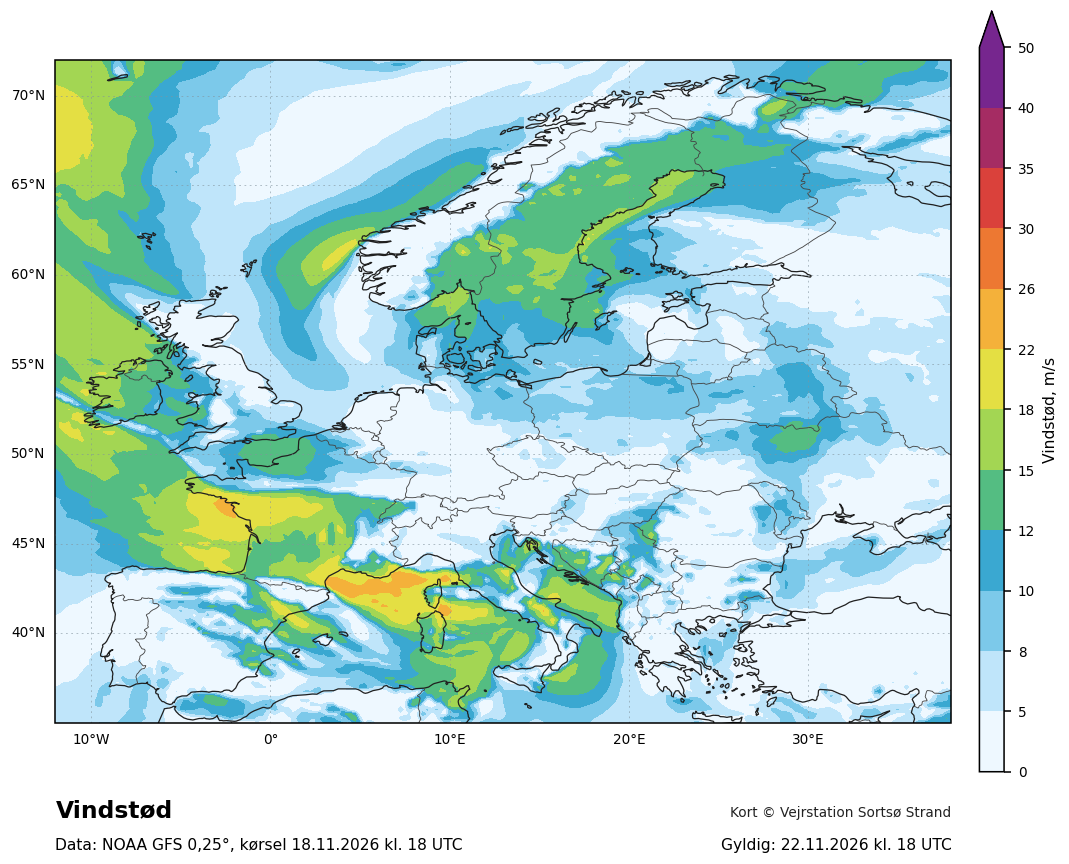 50
40
35
30
26
22
18
15
12
10
8
5
0
Vindstød, m/s
70°N
65°N
60°N
55°N
50°N
45°N
40°N
10°W
0°
10°E
20°E
30°E
Vindstød
Kort © Vejrstation Sortsø Strand
Data: NOAA GFS 0,25°, kørsel 18.11.2026 kl. 18 UTC
Gyldig: 22.11.2026 kl. 18 UTC